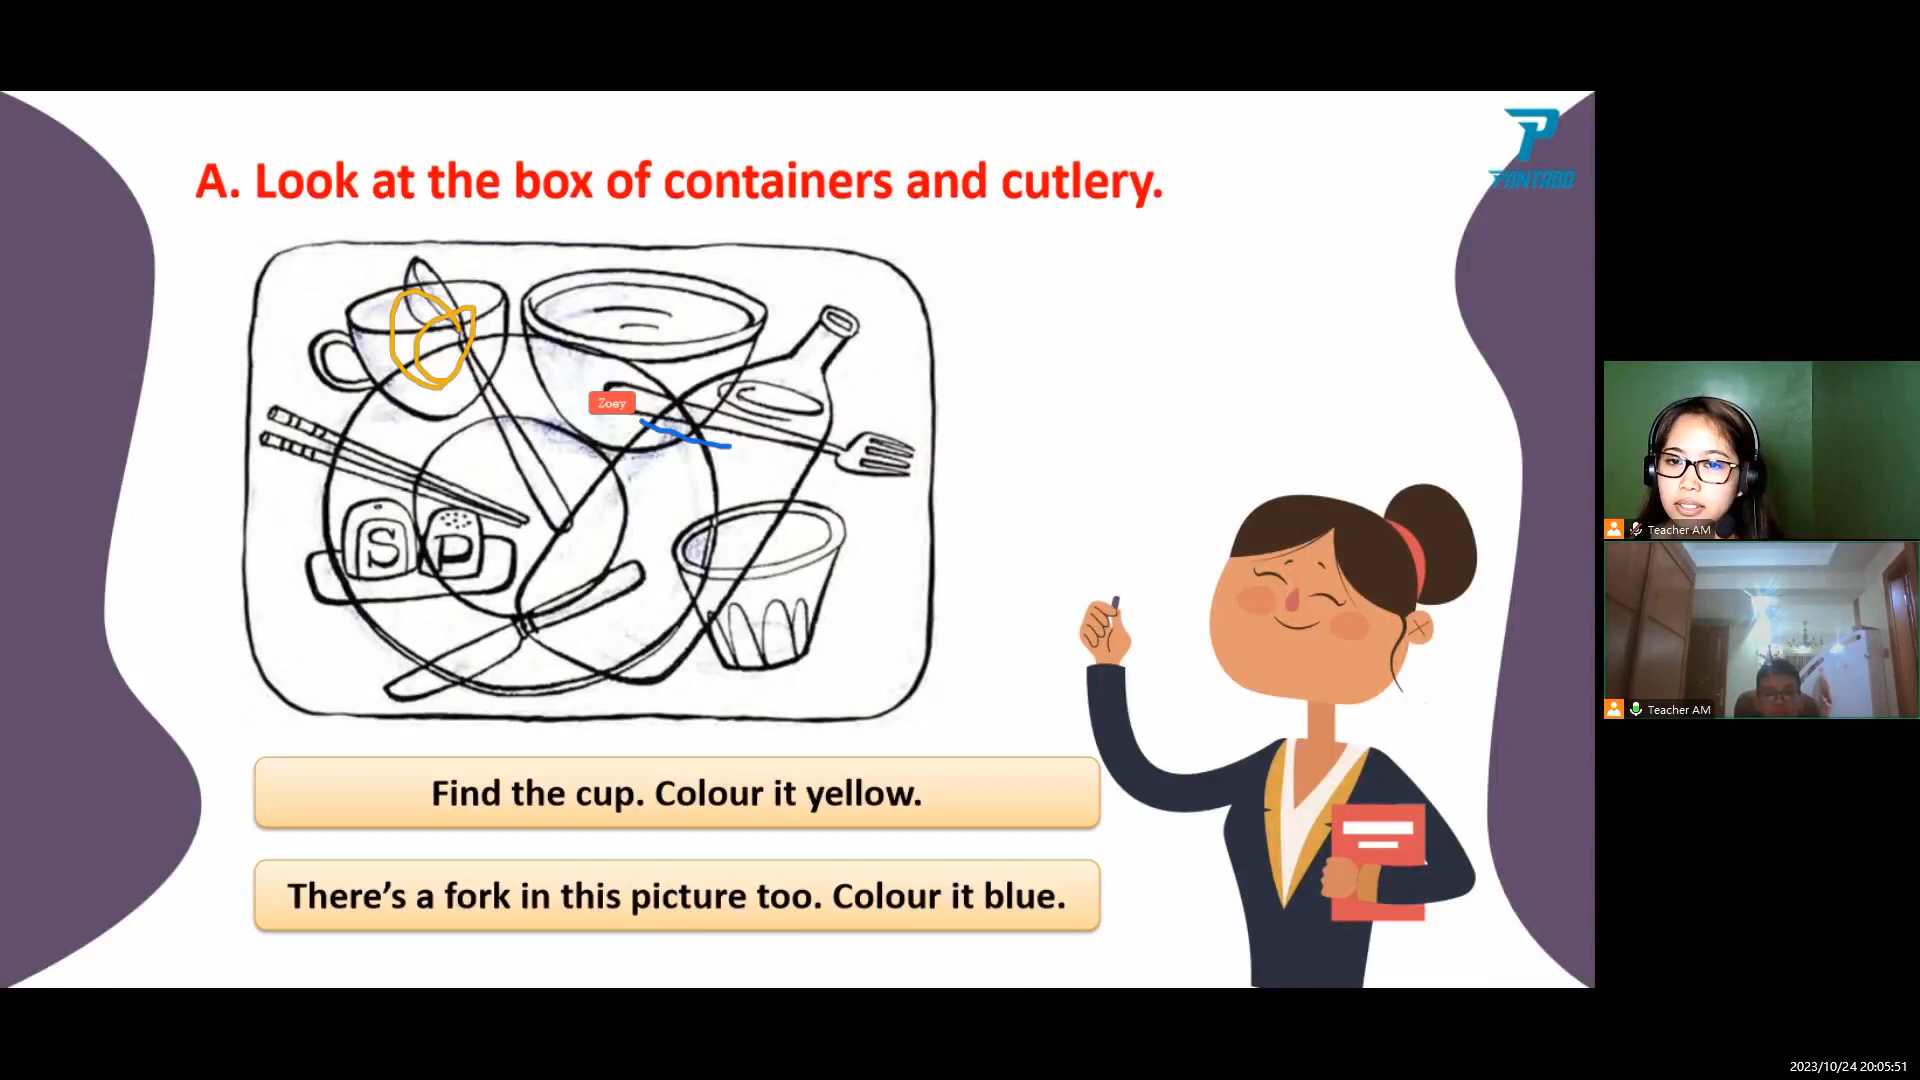 A. Look at the box of containers and cutlery.
PANTADO
Zoey
S P
Find the cup. Colour it yellow.
There's a fork in this picture too. Colour it blue.
Teacher AM
Teacher AM
2023/10/24 20:05:51